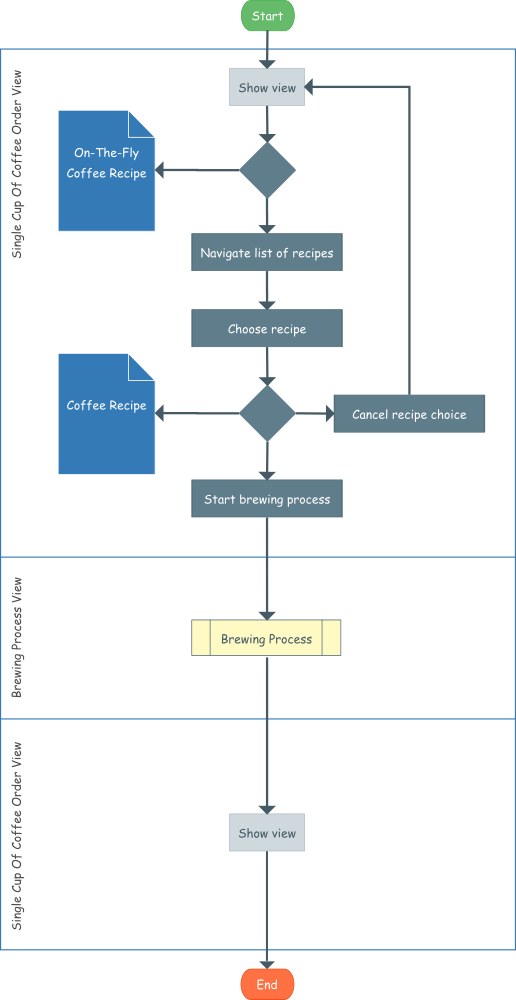 Start
Single Cup Of Coffee Order View
Show view
On-The-Fly
Coffee Recipe
Navigate list of recipes
Choose recipe
Coffee Recipe
Cancel recipe choice
Start brewing process
Brewing Process View
Brewing Process
Single Cup Of Coffee Order View
Show view
End